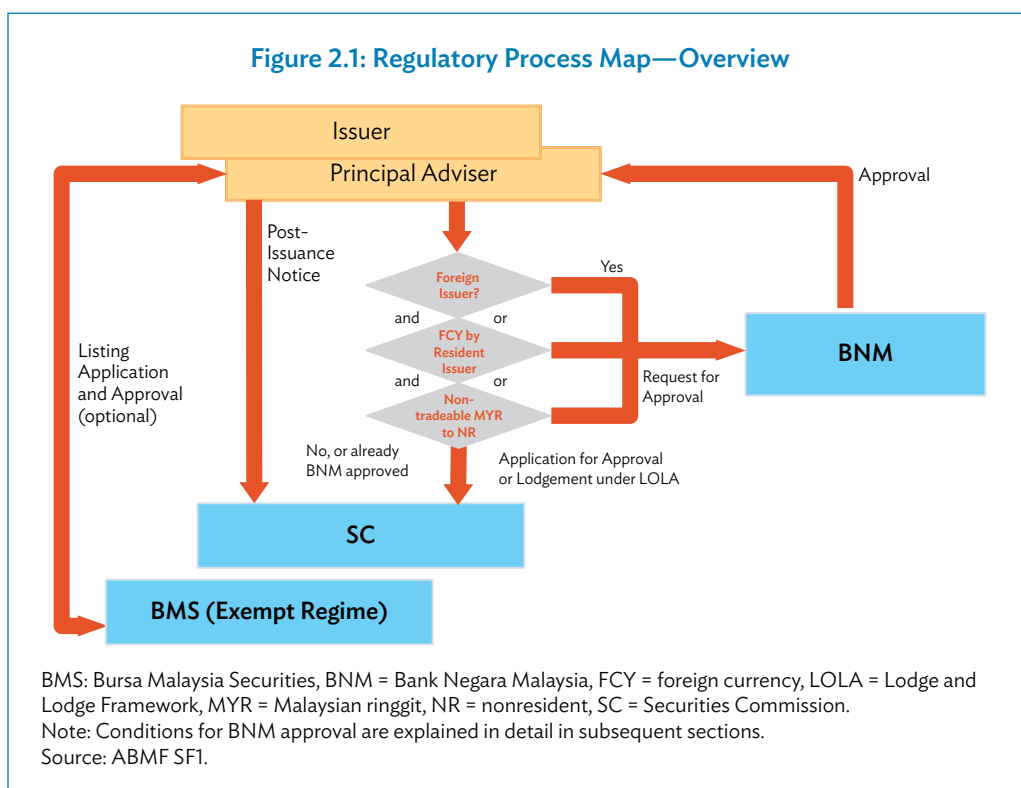 Figure 2.1: Regulatory Process Map—Overview
Issuer
Principal Adviser
Approval
Post-
Issuance
Notice
Foreign
Issuer?
Yes
and
or
FCY by
Resident
Issuer
BNM
Listing
Application
and Approval
(optional)
and
or
Request for
Approval
Non-
tradeable MYR
to NR
No, or already
BNM approved
Application for Approval
or Lodgement under LOLA
SC
BMS (Exempt Regime)
BMS: Bursa Malaysia Securities, BNM = Bank Negara Malaysia, FCY = foreign currency, LOLA = Lodge and
Lodge Framework, MYR = Malaysian ringgit, NR = nonresident, SC = Securities Commission.
Note: Conditions for BNM approval are explained in detail in subsequent sections.
Source: ABMF SF1.